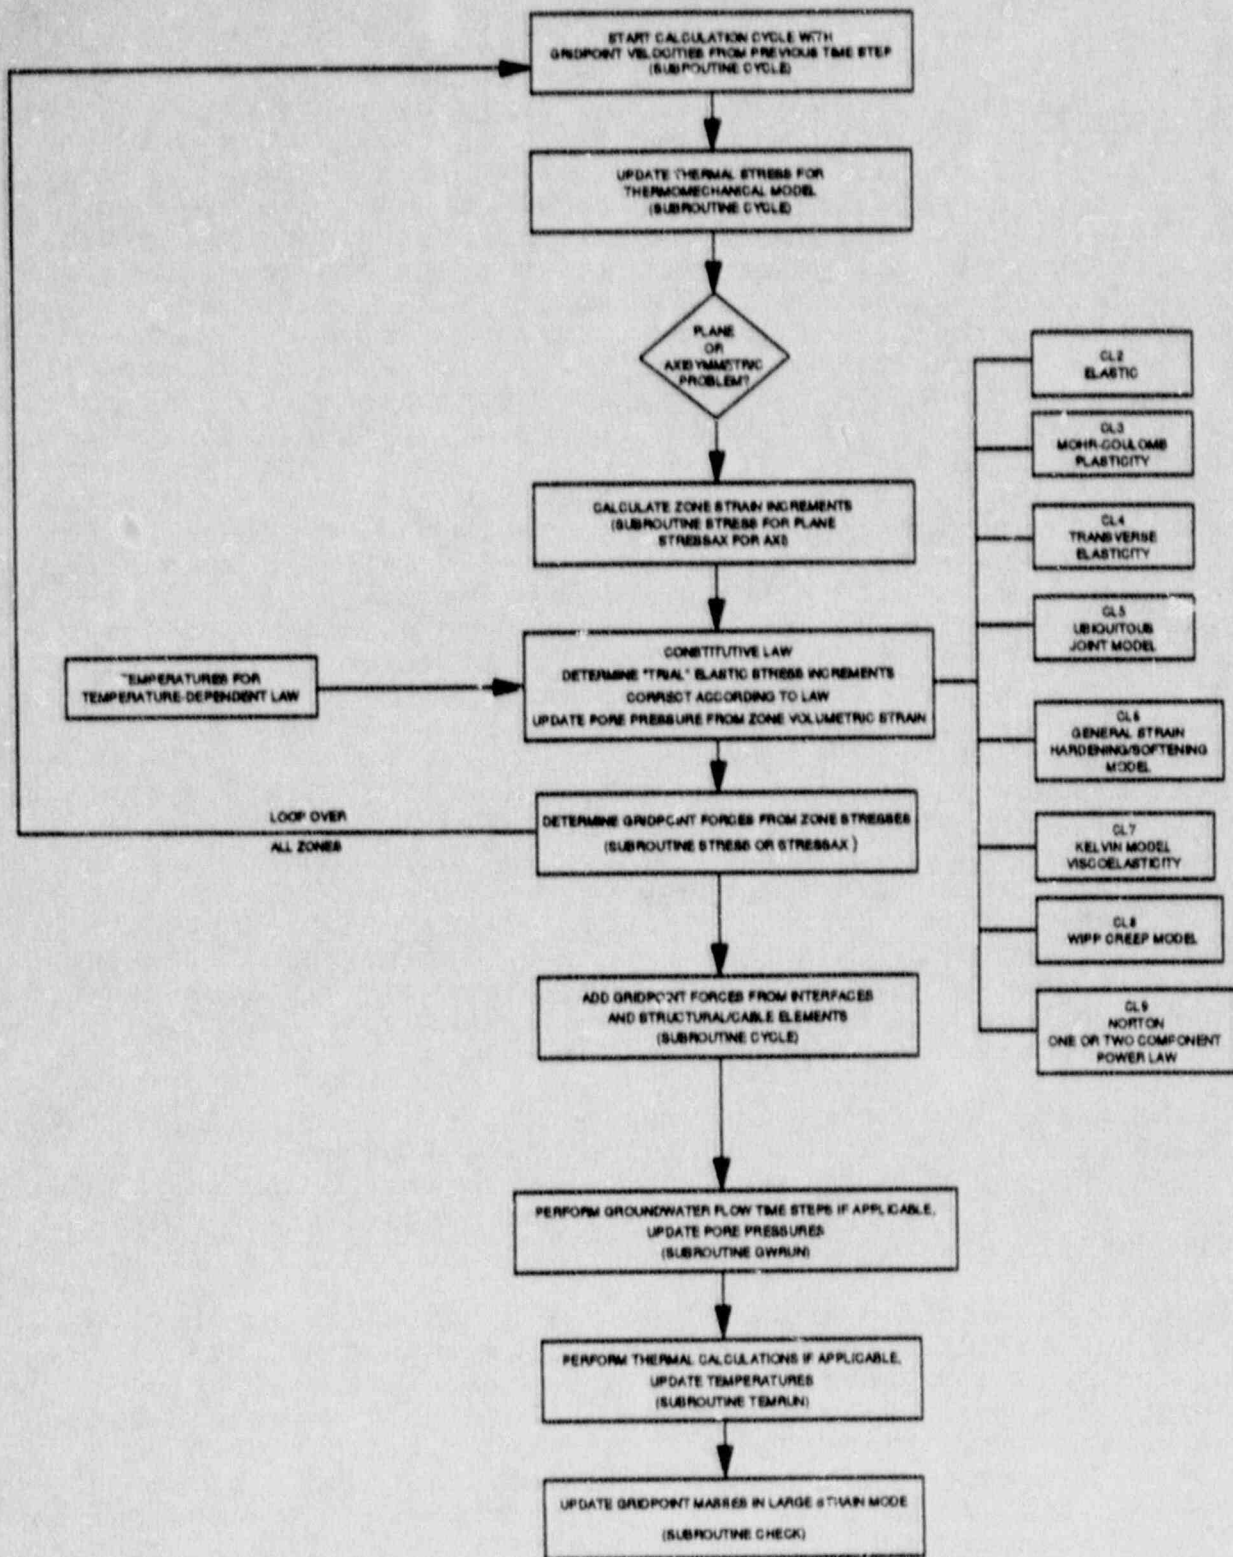 START CALCULATION CYCLE WITH
GRIDPOINT VELOCITIES FROM PREVIOUS TIME STEP
(SUBROUTINE CYCLE)
UPDATE THERMAL STRESS FOR
THERMOMECHANICAL MODEL
(SUBROUTINE CYCLE)
PLANE
OR
AXISYMMETRIC
PROBLEM?
CALCULATE ZONE STRAIN INCREMENTS
(SUBROUTINE STRESS FOR PLANE
STRESSAX FOR AXIS
TEMPERATURES FOR
TEMPERATURE-DEPENDENT LAW
CONSTITUTIVE LAW
DETERMINE "TRIAL" ELASTIC STRESS INCREMENTS
CORRECT ACCORDING TO LAW
UPDATE PORE PRESSURE FROM ZONE VOLUMETRIC STRAIN
CL2
ELASTIC
CL3
MOHR-COULOMB
PLASTICITY
CL4
TRANSVERSE
ELASTICITY
CL5
UBIQUITOUS
JOINT MODEL
CL6
GENERAL STRAIN
HARDENING/SOFTENING
MODEL
CL7
KELVIN MODEL
VISCOELASTICITY
CL8
WIPP CREEP MODEL
CL9
NORTON
ONE OR TWO COMPONENT
POWER LAW
LOOP OVER
ALL ZONES
DETERMINE GRIDPOINT FORCES FROM ZONE STRESSES
(SUBROUTINE STRESS OR STRESSAX)
ADD GRIDPOINT FORCES FROM INTERFACES
AND STRUCTURAL/CABLE ELEMENTS
(SUBROUTINE CYCLE)
PERFORM GROUNDWATER FLOW TIME STEPS IF APPLICABLE,
UPDATE PORE PRESSURES
(SUBROUTINE GWRUN)
PERFORM THERMAL CALCULATIONS IF APPLICABLE,
UPDATE TEMPERATURES
(SUBROUTINE TEMRUN)
UPDATE GRIDPOINT MASSES IN LARGE STRAIN MODE
(SUBROUTINE CHECK)